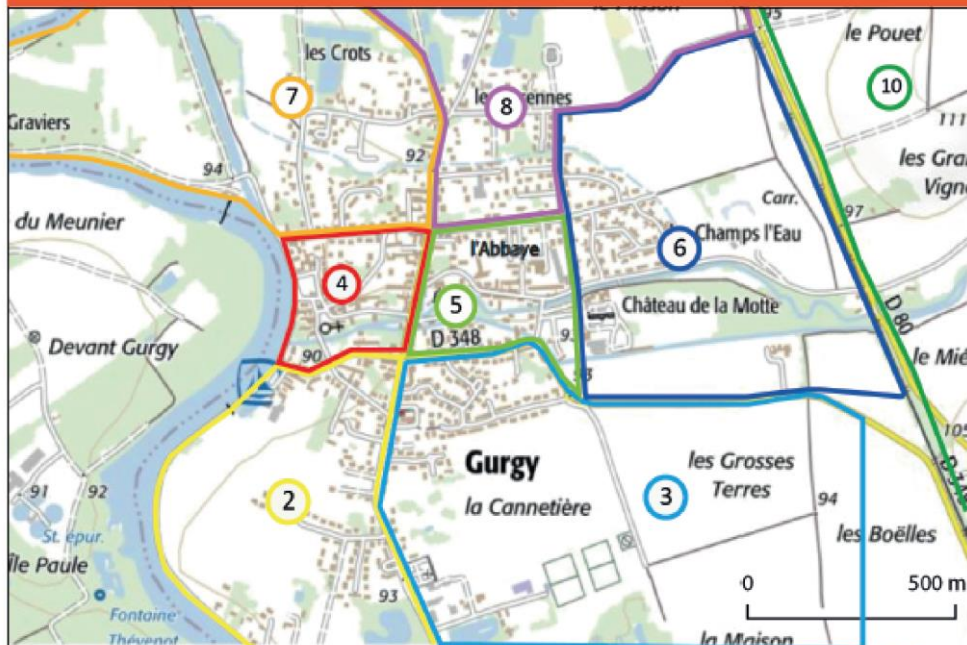 les Crots
le Pouet
7
8
10
Graviers
92
94
111
les Gra
Vign
du Meunier
Carr.
97
l'Abbaye
6
Champs l'Eau
4
5
Château de la Motte
D 80
D 348
Devant Gurgy
90
le Mié
105
Gurgy
les Grosses
Terres
2
la Cannetière
3
94
91
92
St. épur.
les Boëlles
Île Paule
0
500 m
93
Fontaine
Thévenot
la Maison